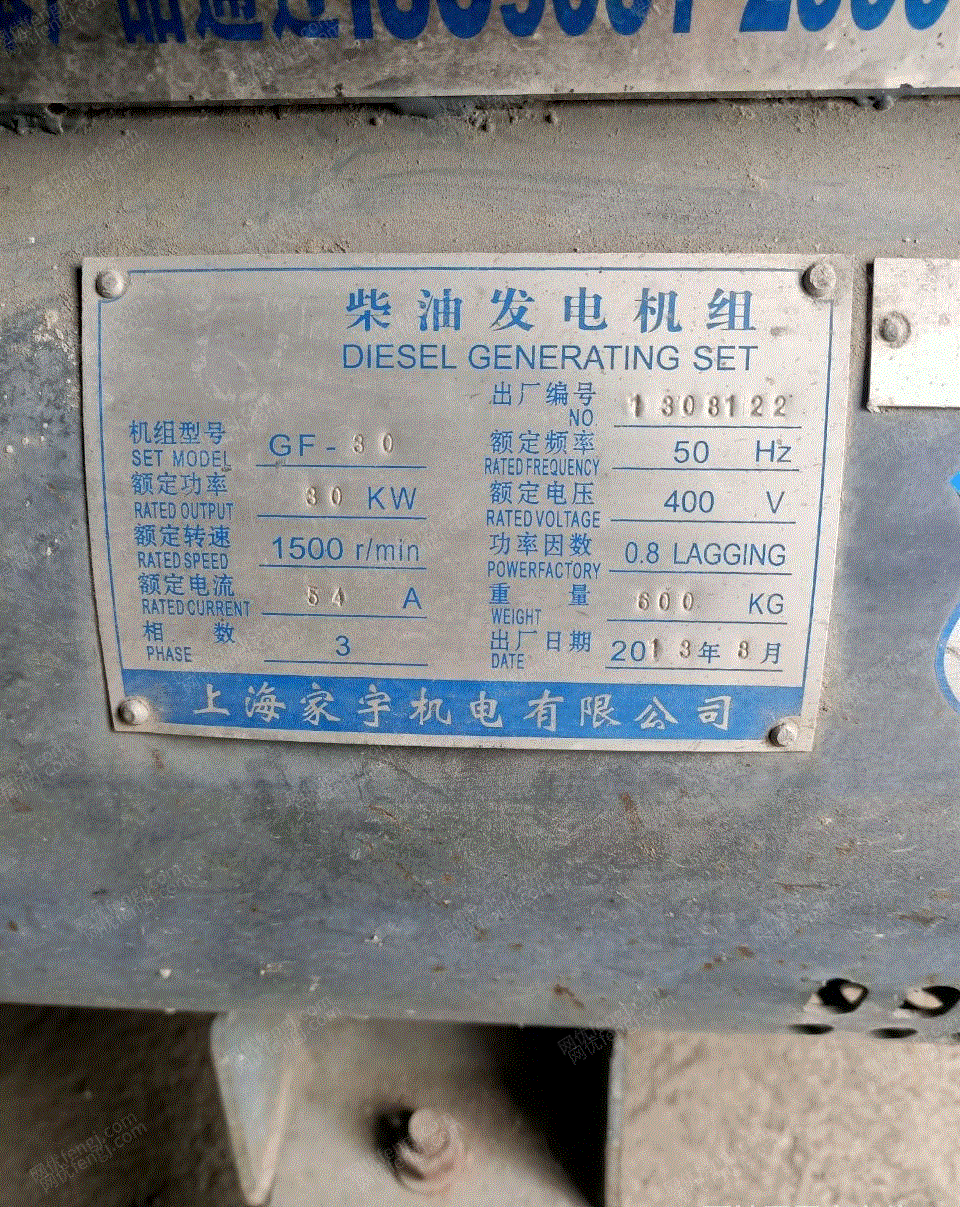 柴油发电机组
DIESEL GENERATING SET
出厂编号 1308122
NO
机组型号 GF-30
SET MODEL
额定频率 50 Hz
RATED FREQUENCY
额定功率 30 KW
RATED OUTPUT
额定电压 400 V
RATED VOLTAGE
额定转速 1500 r/min
RATED SPEED
功率因数 0.8 LAGGING
POWERFACTORY
额定电流 54 A
RATED CURRENT
重量 600 KG
WEIGHT
相数 3
PHASE
出厂日期 2013年8月
DATE
上海家宇机电有限公司